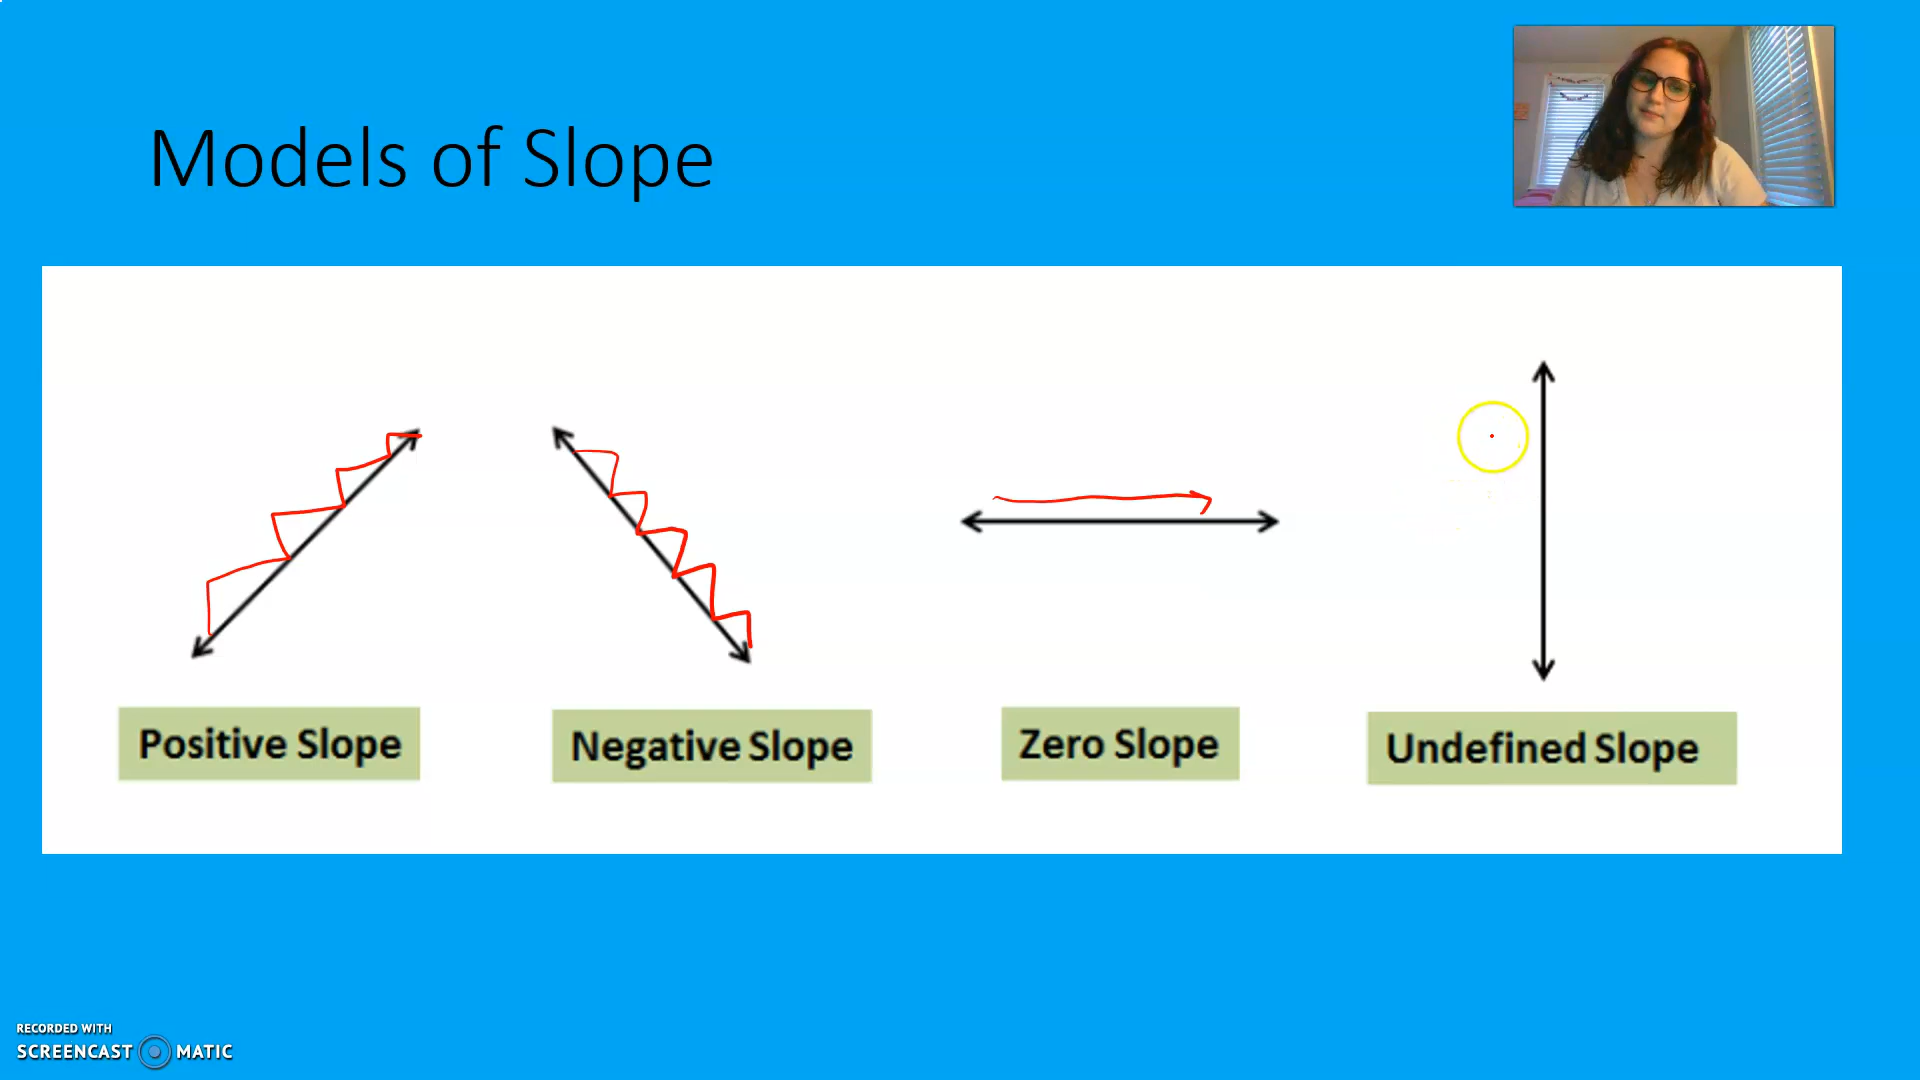 Models of Slope
Positive Slope
Negative Slope
Zero Slope
Undefined Slope
RECORDED WITH
SCREENCAST MATIC